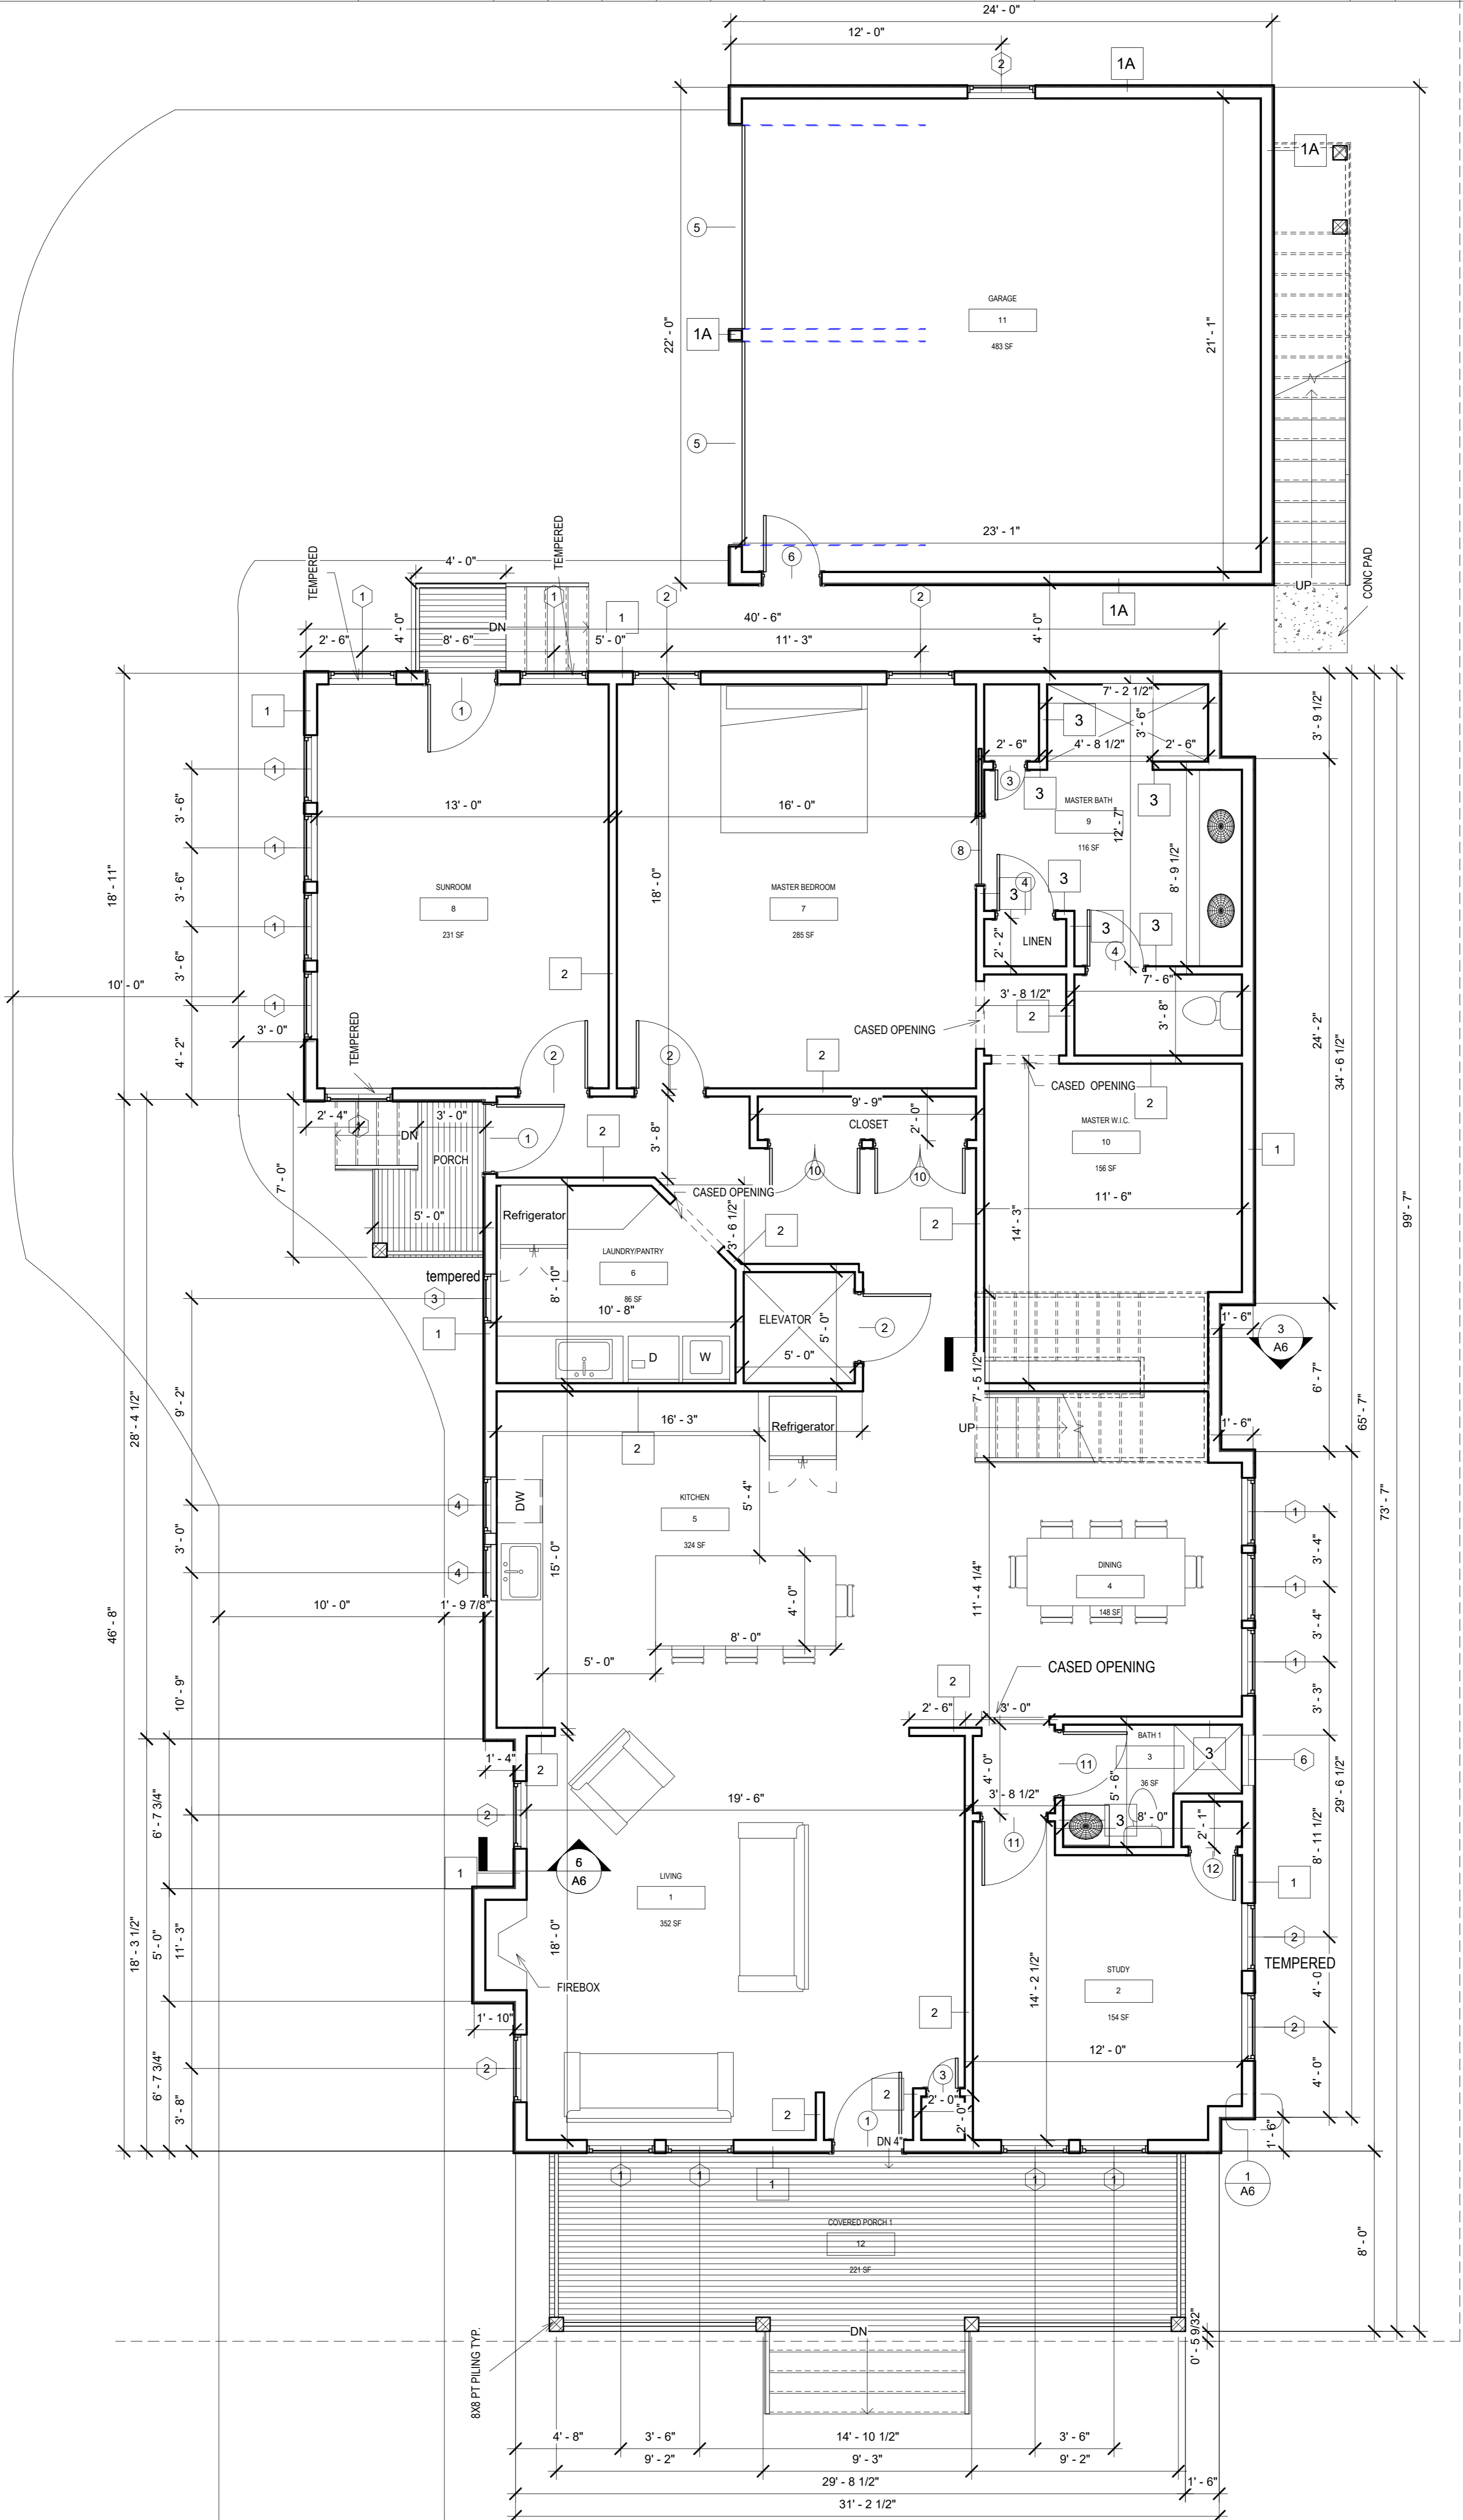 24' - 0"
12' - 0"
2
1A
1A
5
GARAGE
11
483 SF
22' - 0"
1A
21' - 1"
5
23' - 1"
6
UP
CONC PAD
1A
TEMPERED
4' - 0"
TEMPERED
1
1
2
2
1
40' - 6"
2' - 6"
4' - 0"
8' - 6"
DN
5' - 0"
11' - 3"
4' - 0"
1
1
7' - 2 1/2"
3
3' - 6"
2' - 6"
4' - 8 1/2"
2' - 6"
3' - 9 1/2"
1
3
3
3
MASTER BATH
9
116 SF
12' - 7"
3' - 6"
13' - 0"
16' - 0"
1
8
3
4
3
8' - 9 1/2"
18' - 11"
3' - 6"
SUNROOM
8
231 SF
18' - 0"
MASTER BEDROOM
7
285 SF
1
LINEN
2' - 2"
3
3
4
3' - 6"
2
7' - 6"
10' - 0"
1
3' - 8 1/2"
2
3' - 8"
3' - 0"
TEMPERED
4' - 2"
CASED OPENING
24' - 2"
34' - 6 1/2"
2
2
2
CASED OPENING
2
2' - 4"
3' - 0"
DN
1
PORCH
2
3' - 8"
9' - 9"
CLOSET
2' - 0"
MASTER W.I.C.
10
156 SF
1
7' - 0"
10
10
CASED OPENING
5' - 0"
Refrigerator
3' - 6 1/2"
2
2
11' - 6"
14' - 3"
99' - 7"
LAUNDRY/PANTRY
6
86 SF
8' - 10"
10' - 8"
tempered
3
1
ELEVATOR
5' - 0"
5' - 0"
2
D
W
1' - 6"
3
A6
7' - 5 1/2"
6' - 7"
9' - 2"
28' - 4 1/2"
16' - 3"
2
Refrigerator
UP
1' - 6"
65' - 7"
4
DW
KITCHEN
5
324 SF
5' - 4"
73' - 7"
1
3' - 0"
15' - 0"
3' - 4"
4
DINING
4
148 SF
11' - 4 1/4"
1
46' - 8"
10' - 0"
1' - 9 7/8"
4' - 0"
8' - 0"
3' - 4"
5' - 0"
1
CASED OPENING
10' - 9"
2
2' - 6"
3' - 0"
3' - 3"
1' - 4"
2
4' - 0"
11
BATH 1
3
36 SF
3
6
5' - 6"
6' - 7 3/4"
2
19' - 6"
3' - 8 1/2"
11
3
8' - 0"
2' - 1"
29' - 6 1/2"
8' - 11 1/2"
12
1
6
A6
1
LIVING
1
352 SF
18' - 3 1/2"
5' - 0"
11' - 3"
18' - 0"
FIREBOX
14' - 2 1/2"
2
TEMPERED
STUDY
2
154 SF
4' - 0"
1' - 10"
2
2
12' - 0"
6' - 7 3/4"
3' - 8"
2
4' - 0"
3
2
2' - 0"
2
1
2' - 0"
DN 4"
1' - 6"
1
1
1
1
1
1
A6
COVERED PORCH 1
12
221 SF
8' - 0"
8X8 PT PILING TYP.
DN
0' - 5 9/32"
4' - 8"
3' - 6"
14' - 10 1/2"
3' - 6"
9' - 2"
9' - 3"
9' - 2"
29' - 8 1/2"
1' - 6"
31' - 2 1/2"